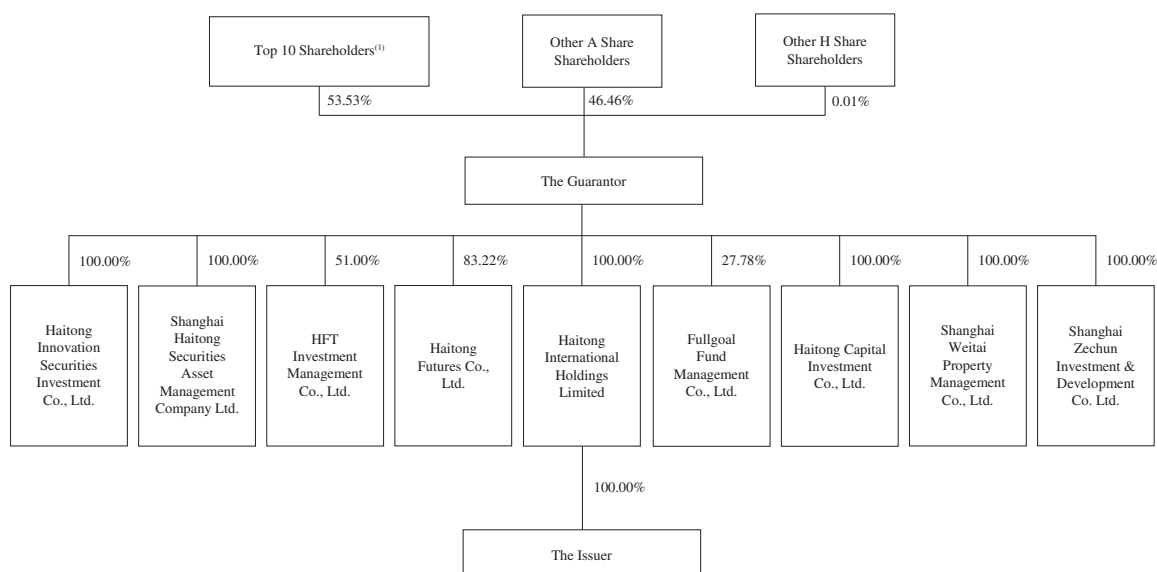 Top 10 Shareholders(1)
Other A Share
Shareholders
Other H Share
Shareholders
53.53%
46.46%
0.01%
The Guarantor
100.00%
100.00%
51.00%
83.22%
100.00%
27.78%
100.00%
100.00%
100.00%
Haitong
Innovation
Securities
Investment
Co., Ltd.
Shanghai
Haitong
Securities
Asset
Management
Company Ltd.
HFT
Investment
Management
Co., Ltd.
Haitong
Futures Co.,
Ltd.
Haitong
International
Holdings
Limited
Fullgoal
Fund
Management
Co., Ltd.
Haitong Capital
Investment
Co., Ltd.
Shanghai
Weitai
Property
Management
Co., Ltd.
Shanghai
Zechun
Investment &
Development
Co. Ltd.
100.00%
The Issuer